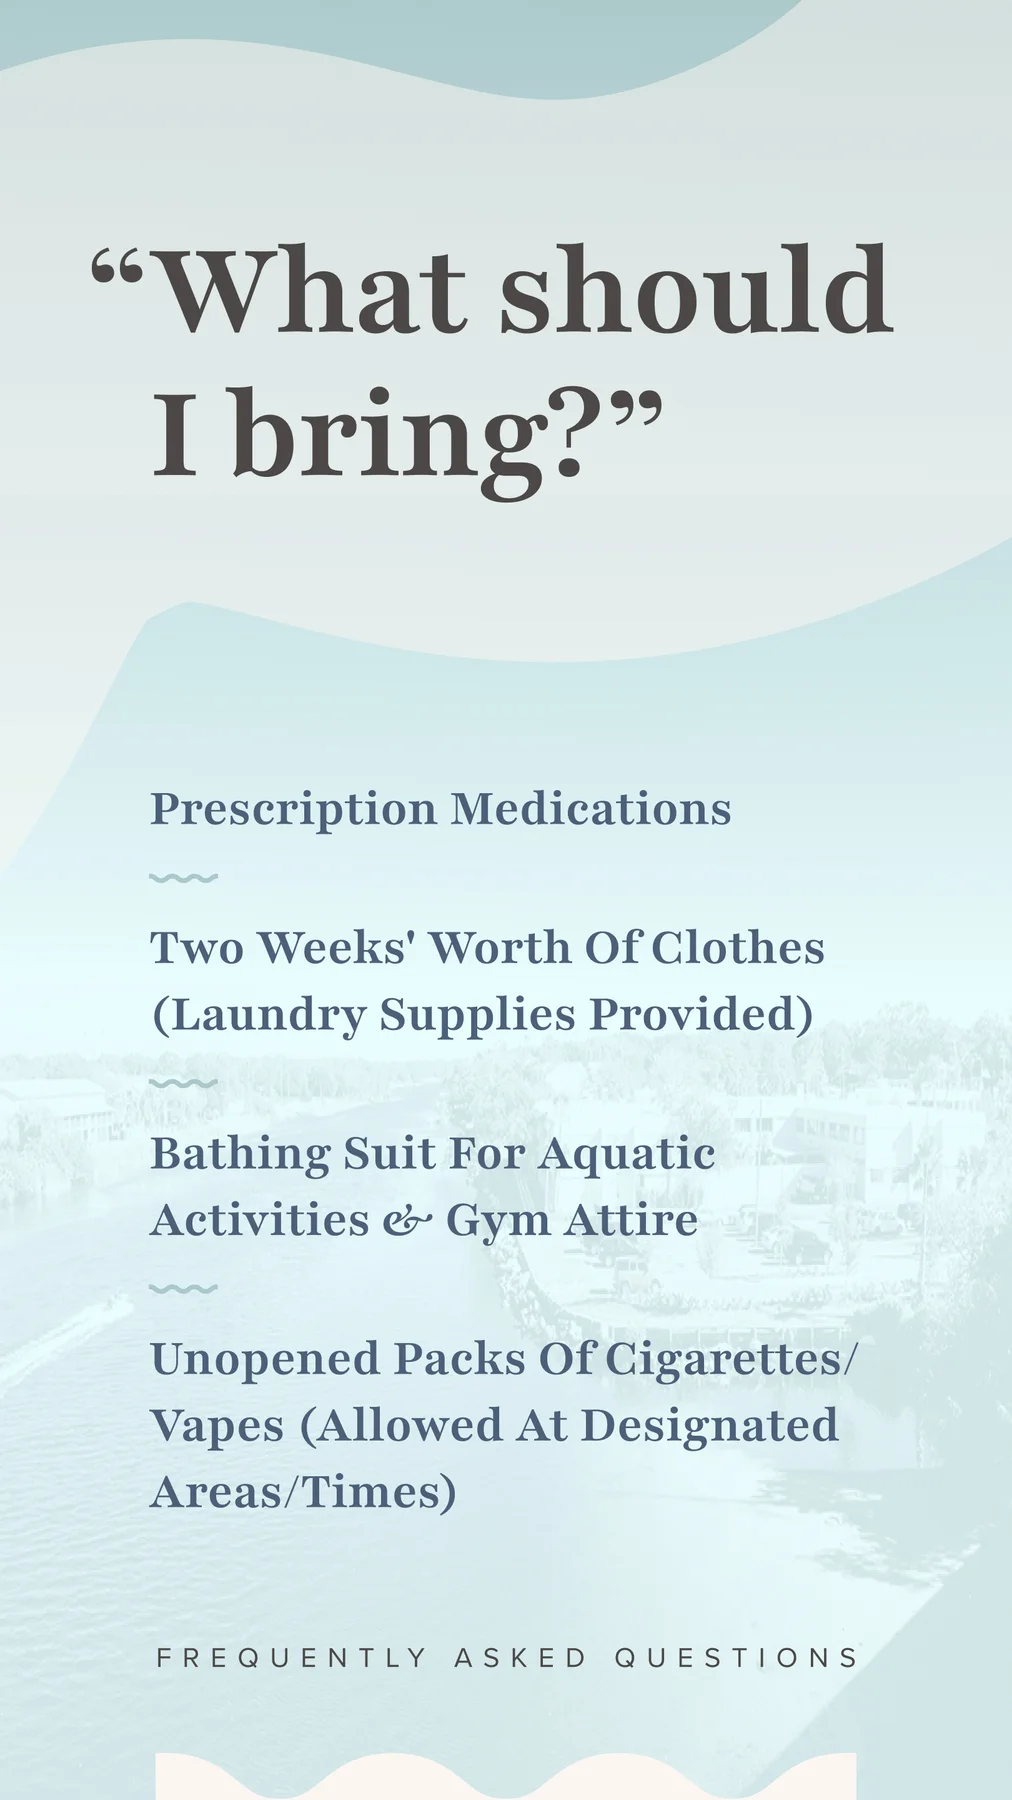 “What should
I bring?”
Prescription Medications
Two Weeks' Worth Of Clothes
(Laundry Supplies Provided)
Bathing Suit For Aquatic
Activities & Gym Attire
Unopened Packs Of Cigarettes/
Vapes (Allowed At Designated
Areas/Times)
FREQUENTLY ASKED QUESTIONS